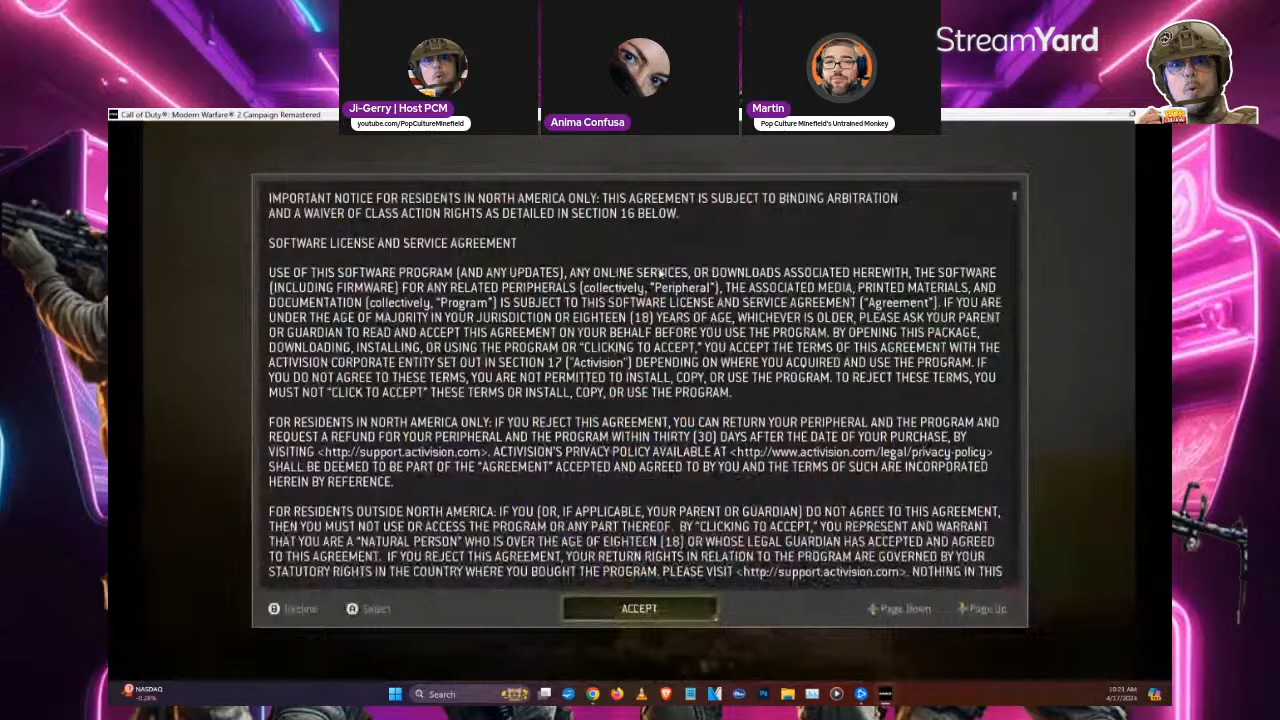 StreamYard
Ji-Gerry | Host PCM
youtube.com/PopCultureMinefield
Anima Confusa
Martin
Pop Culture Minefield's Untrained Monkey
Call of Duty®: Modern Warfare® 2 Campaign Remastered
IMPORTANT NOTICE FOR RESIDENTS IN NORTH AMERICA ONLY: THIS AGREEMENT IS SUBJECT TO BINDING ARBITRATION
AND A WAIVER OF CLASS ACTION RIGHTS AS DETAILED IN SECTION 16 BELOW.
SOFTWARE LICENSE AND SERVICE AGREEMENT
USE OF THIS SOFTWARE PROGRAM (AND ANY UPDATES), ANY ONLINE SERVICES, OR DOWNLOADS ASSOCIATED HEREWITH, THE SOFTWARE
(INCLUDING FIRMWARE) FOR ANY RELATED PERIPHERALS (collectively, "Peripheral"), THE ASSOCIATED MEDIA, PRINTED MATERIALS, AND
DOCUMENTATION (collectively, "Program") IS SUBJECT TO THIS SOFTWARE LICENSE AND SERVICE AGREEMENT ("Agreement"). IF YOU ARE
UNDER THE AGE OF MAJORITY IN YOUR JURISDICTION OR EIGHTEEN (18) YEARS OF AGE, WHICHEVER IS OLDER, PLEASE ASK YOUR PARENT
OR GUARDIAN TO READ AND ACCEPT THIS AGREEMENT ON YOUR BEHALF BEFORE YOU USE THE PROGRAM. BY OPENING THIS PACKAGE,
DOWNLOADING, INSTALLING, OR USING THE PROGRAM OR "CLICKING TO ACCEPT," YOU ACCEPT THE TERMS OF THIS AGREEMENT WITH THE
ACTIVISION CORPORATE ENTITY SET OUT IN SECTION 17 ("Activision") DEPENDING ON WHERE YOU ACQUIRED AND USE THE PROGRAM. IF
YOU DO NOT AGREE TO THESE TERMS, YOU ARE NOT PERMITTED TO INSTALL, COPY, OR USE THE PROGRAM. TO REJECT THESE TERMS, YOU
MUST NOT "CLICK TO ACCEPT" THESE TERMS OR INSTALL, COPY, OR USE THE PROGRAM.
FOR RESIDENTS IN NORTH AMERICA ONLY: IF YOU REJECT THIS AGREEMENT, YOU CAN RETURN YOUR PERIPHERAL AND THE PROGRAM AND
REQUEST A REFUND FOR YOUR PERIPHERAL AND THE PROGRAM WITHIN THIRTY (30) DAYS AFTER THE DATE OF YOUR PURCHASE, BY
VISITING <http://support.activision.com>. ACTIVISION'S PRIVACY POLICY AVAILABLE AT <http://www.activision.com/legal/privacy-policy>
SHALL BE DEEMED TO BE PART OF THE "AGREEMENT" ACCEPTED AND AGREED TO BY YOU AND THE TERMS OF SUCH ARE INCORPORATED
HEREIN BY REFERENCE.
FOR RESIDENTS OUTSIDE NORTH AMERICA: IF YOU (OR, IF APPLICABLE, YOUR PARENT OR GUARDIAN) DO NOT AGREE TO THIS AGREEMENT,
THEN YOU MUST NOT USE OR ACCESS THE PROGRAM OR ANY PART THEREOF. BY "CLICKING TO ACCEPT," YOU REPRESENT AND WARRANT
THAT YOU ARE A "NATURAL PERSON" WHO IS OVER THE AGE OF EIGHTEEN (18) OR WHOSE LEGAL GUARDIAN HAS ACCEPTED AND AGREED
TO THIS AGREEMENT. IF YOU REJECT THIS AGREEMENT, YOUR RETURN RIGHTS IN RELATION TO THE PROGRAM ARE GOVERNED BY YOUR
STATUTORY RIGHTS IN THE COUNTRY WHERE YOU BOUGHT THE PROGRAM. PLEASE VISIT <http://support.activision.com>. NOTHING IN THIS
B Decline
A Select
ACCEPT
Page Down
Page Up
NASDAQ
-0.28%
Search
10:21 AM
4/17/2024